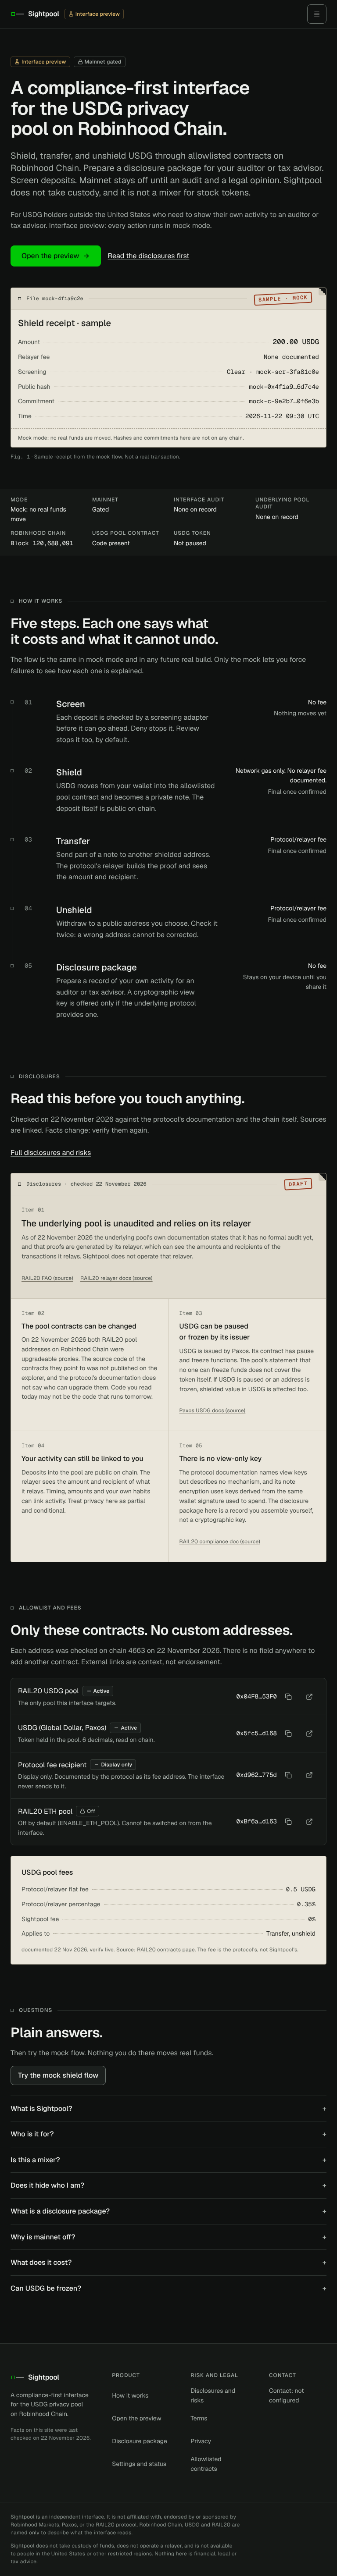 Sightpool
Interface preview
Interface preview
Mainnet gated
A compliance-first interface
for the USDG privacy
pool on Robinhood Chain.
Shield, transfer, and unshield USDG through allowlisted contracts on
Robinhood Chain. Prepare a disclosure package for your auditor or tax advisor.
Screen deposits. Mainnet stays off until an audit and a legal opinion. Sightpool
does not take custody, and it is not a mixer for stock tokens.
For USDG holders outside the United States who need to show their own activity to an auditor or
tax advisor. Interface preview: every action runs in mock mode.
Open the preview →
Read the disclosures first
File mock-4f1a9c2e
SAMPLE · MOCK
Shield receipt · sample
Amount 200.00 USDG
Relayer fee None documented
Screening Clear · mock-scr-3fa81c0e
Public hash mock-0x4f1a9…6d7c4e
Commitment mock-c-9e2b7…0f6e3b
Time 2026-11-22 09:30 UTC
Mock mode: no real funds are moved. Hashes and commitments here are not on any chain.
Fig. 1 · Sample receipt from the mock flow. Not a real transaction.
MODE
Mock: no real funds
move
MAINNET
Gated
INTERFACE AUDIT
None on record
UNDERLYING POOL
AUDIT
None on record
ROBINHOOD CHAIN
Block 120,688,091
USDG POOL CONTRACT
Code present
USDG TOKEN
Not paused
HOW IT WORKS
Five steps. Each one says what
it costs and what it cannot undo.
The flow is the same in mock mode and in any future real build. Only the mock lets you force
failures to see how each one is explained.
01
Screen
Each deposit is checked by a screening adapter
before it can go ahead. Deny stops it. Review
stops it too, by default.
No fee
Nothing moves yet
02
Shield
USDG moves from your wallet into the allowlisted
pool contract and becomes a private note. The
deposit itself is public on chain.
Network gas only. No relayer fee
documented.
Final once confirmed
03
Transfer
Send part of a note to another shielded address.
The protocol's relayer builds the proof and sees
the amount and recipient.
Protocol/relayer fee
Final once confirmed
04
Unshield
Withdraw to a public address you choose. Check it
twice: a wrong address cannot be corrected.
Protocol/relayer fee
Final once confirmed
05
Disclosure package
Prepare a record of your own activity for an
auditor or tax advisor. A cryptographic view
key is offered only if the underlying protocol
provides one.
No fee
Stays on your device until you
share it
DISCLOSURES
Read this before you touch anything.
Checked on 22 November 2026 against the protocol's documentation and the chain itself. Sources
are linked. Facts change: verify them again.
Full disclosures and risks
Disclosures · checked 22 November 2026
DRAFT
Item 01
The underlying pool is unaudited and relies on its relayer
As of 22 November 2026 the underlying pool's own documentation states that it has no formal audit yet,
and that proofs are generated by its relayer, which can see the amounts and recipients of the
transactions it relays. Sightpool does not operate that relayer.
RAIL20 FAQ (source)
RAIL20 relayer docs (source)
Item 02
The pool contracts can be changed
On 22 November 2026 both RAIL20 pool
addresses on Robinhood Chain were
upgradeable proxies. The source code of the
contracts they point to was not published on the
explorer, and the protocol's documentation does
not say who can upgrade them. Code you read
today may not be the code that runs tomorrow.
Item 03
USDG can be paused
or frozen by its issuer
USDG is issued by Paxos. Its contract has pause
and freeze functions. The pool's statement that
no one can freeze funds does not cover the note
token itself. If USDG is paused or an address is
frozen, shielded value in USDG is affected too.
Paxos USDG docs (source)
Item 04
Your activity can still be linked to you
Deposits into the pool are public on chain. The
relayer sees the amount and recipient of what
it relays. Timing, amounts and your own habits
can link activity. Treat privacy here as partial
and conditional.
Item 05
There is no view-only key
The protocol documentation names view keys
but describes no mechanism, and its note
encryption uses keys derived from the same
wallet signature used to spend. The disclosure
package here is a record you assemble yourself,
not a cryptographic key.
RAIL20 compliance doc (source)
ALLOWLIST AND FEES
Only these contracts. No custom addresses.
Each address was checked on chain 4663 on 22 November 2026. There is no field anywhere to
add another contract. External links are context, not endorsement.
RAIL20 USDG pool
Active
The only pool this interface targets.
0x04F8…53F0
USDG (Global Dollar, Paxos)
Active
Token held in the pool. 6 decimals, read on chain.
0x5fc5…d168
Protocol fee recipient
Display only
Display only. Documented by the protocol as its fee address. The interface
never sends to it.
0xd962…775d
RAIL20 ETH pool
Off
Off by default (ENABLE_ETH_POOL). Cannot be switched on from the
interface.
0xBf6a…d163
USDG pool fees
Protocol/relayer flat fee 0.5 USDG
Protocol/relayer percentage 0.35%
Sightpool fee 0%
Applies to Transfer, unshield
documented 22 Nov 2026, verify live. Source: RAIL20 contracts page. The fee is the protocol's, not Sightpool's.
QUESTIONS
Plain answers.
Then try the mock flow. Nothing you do there moves real funds.
Try the mock shield flow
What is Sightpool? +
Who is it for? +
Is this a mixer? +
Does it hide who I am? +
What is a disclosure package? +
Why is mainnet off? +
What does it cost? +
Can USDG be frozen? +
Sightpool
A compliance-first interface
for the USDG privacy pool
on Robinhood Chain.
Facts on this site were last
checked on 22 November 2026.
PRODUCT
How it works
Open the preview
Disclosure package
Settings and status
RISK AND LEGAL
Disclosures and
risks
Terms
Privacy
Allowlisted
contracts
CONTACT
Contact: not
configured
Sightpool is an independent interface. It is not affiliated with, endorsed by or sponsored by
Robinhood Markets, Paxos, or the RAIL20 protocol. Robinhood Chain, USDG and RAIL20 are
named only to describe what the interface reads.
Sightpool does not take custody of funds, does not operate a relayer, and is not available
to people in the United States or other restricted regions. Nothing here is financial, legal or
tax advice.